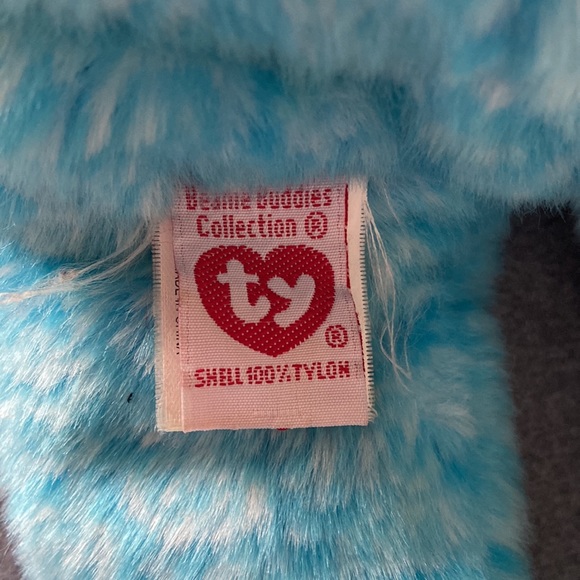 Beanie Buddies
Collection ®
ty
®
SHELL 100% TYLON